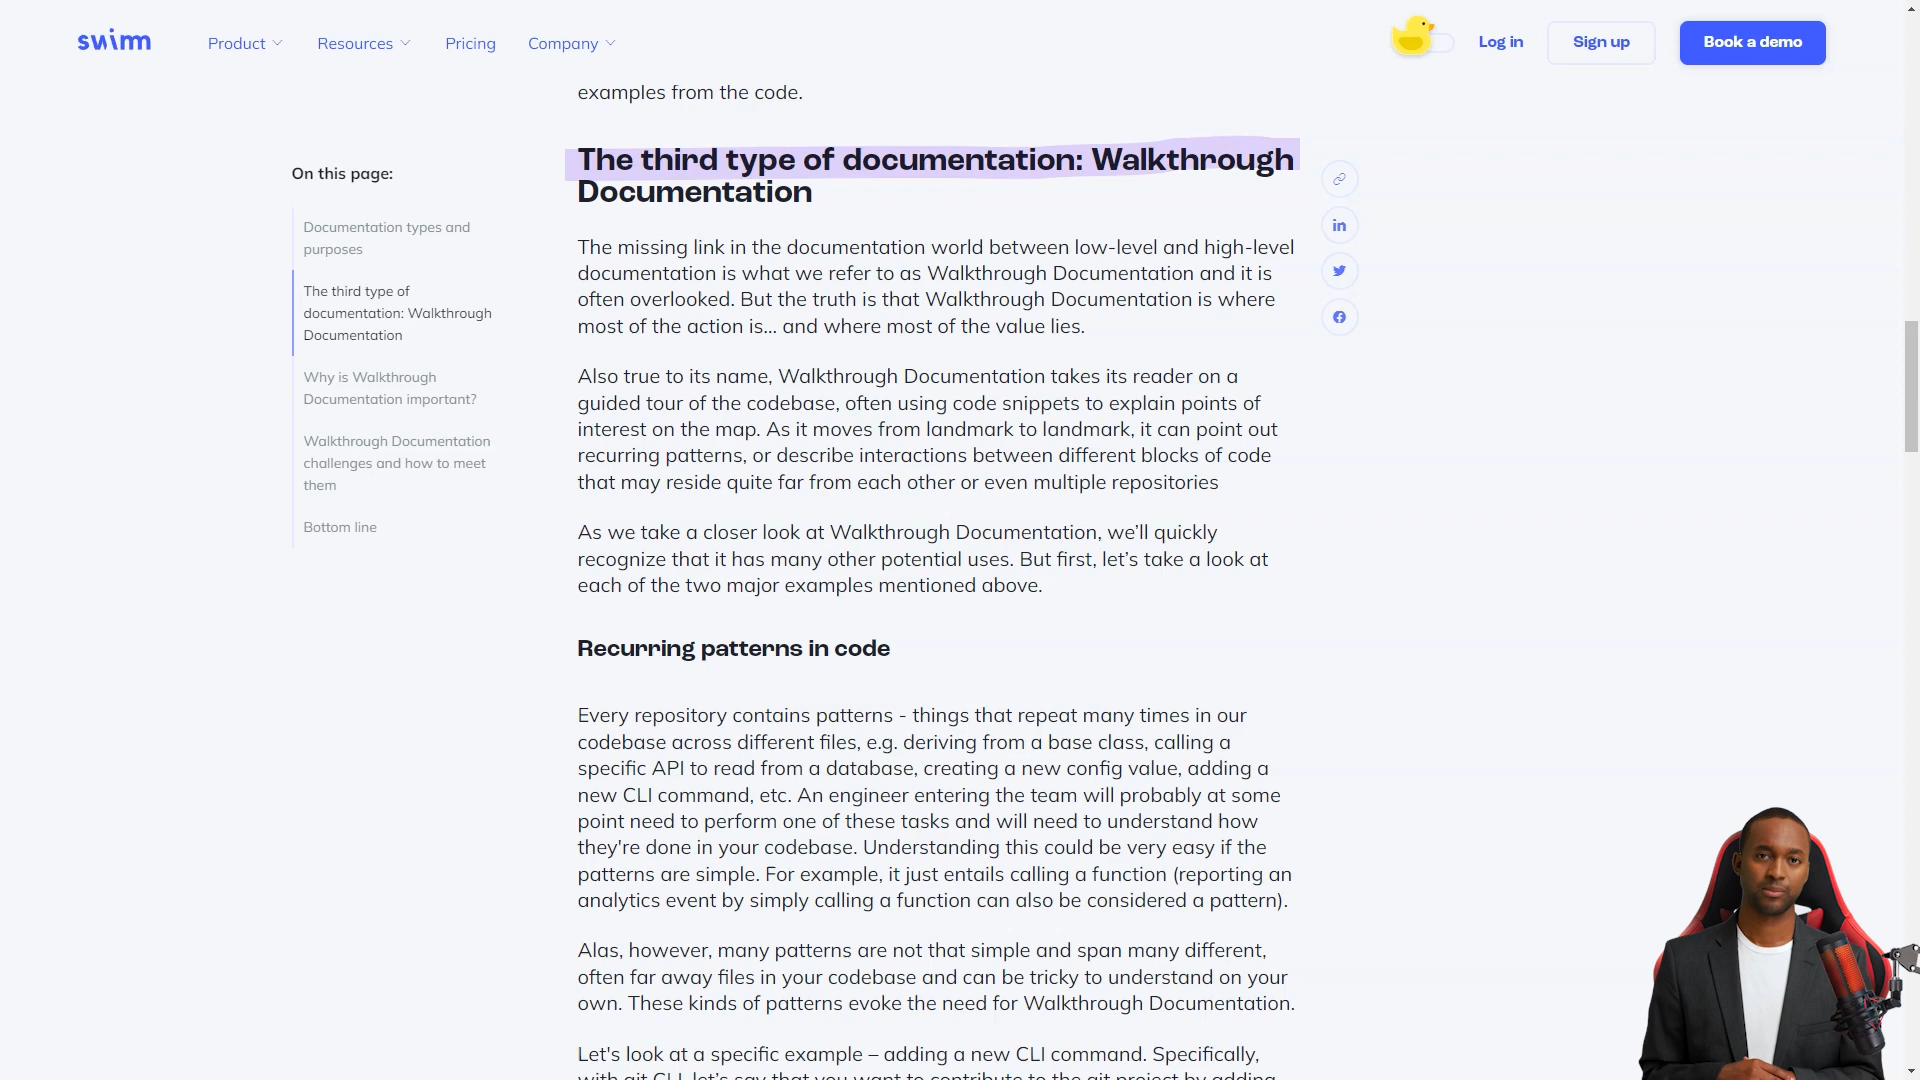 swimm
Product
Resources
Pricing
Company
Log in
Sign up
Book a demo
examples from the code.
On this page:
Documentation types and
purposes
The third type of
documentation: Walkthrough
Documentation
Why is Walkthrough
Documentation important?
Walkthrough Documentation
challenges and how to meet
them
Bottom line
The third type of documentation: Walkthrough
Documentation
The missing link in the documentation world between low-level and high-level
documentation is what we refer to as Walkthrough Documentation and it is
often overlooked. But the truth is that Walkthrough Documentation is where
most of the action is... and where most of the value lies.
Also true to its name, Walkthrough Documentation takes its reader on a
guided tour of the codebase, often using code snippets to explain points of
interest on the map. As it moves from landmark to landmark, it can point out
recurring patterns, or describe interactions between different blocks of code
that may reside quite far from each other or even multiple repositories
As we take a closer look at Walkthrough Documentation, we’ll quickly
recognize that it has many other potential uses. But first, let’s take a look at
each of the two major examples mentioned above.
Recurring patterns in code
Every repository contains patterns - things that repeat many times in our
codebase across different files, e.g. deriving from a base class, calling a
specific API to read from a database, creating a new config value, adding a
new CLI command, etc. An engineer entering the team will probably at some
point need to perform one of these tasks and will need to understand how
they're done in your codebase. Understanding this could be very easy if the
patterns are simple. For example, it just entails calling a function (reporting an
analytics event by simply calling a function can also be considered a pattern).
Alas, however, many patterns are not that simple and span many different,
often far away files in your codebase and can be tricky to understand on your
own. These kinds of patterns evoke the need for Walkthrough Documentation.
Let's look at a specific example – adding a new CLI command. Specifically,
with git CLI, let’s say that you want to contribute to the git project by adding